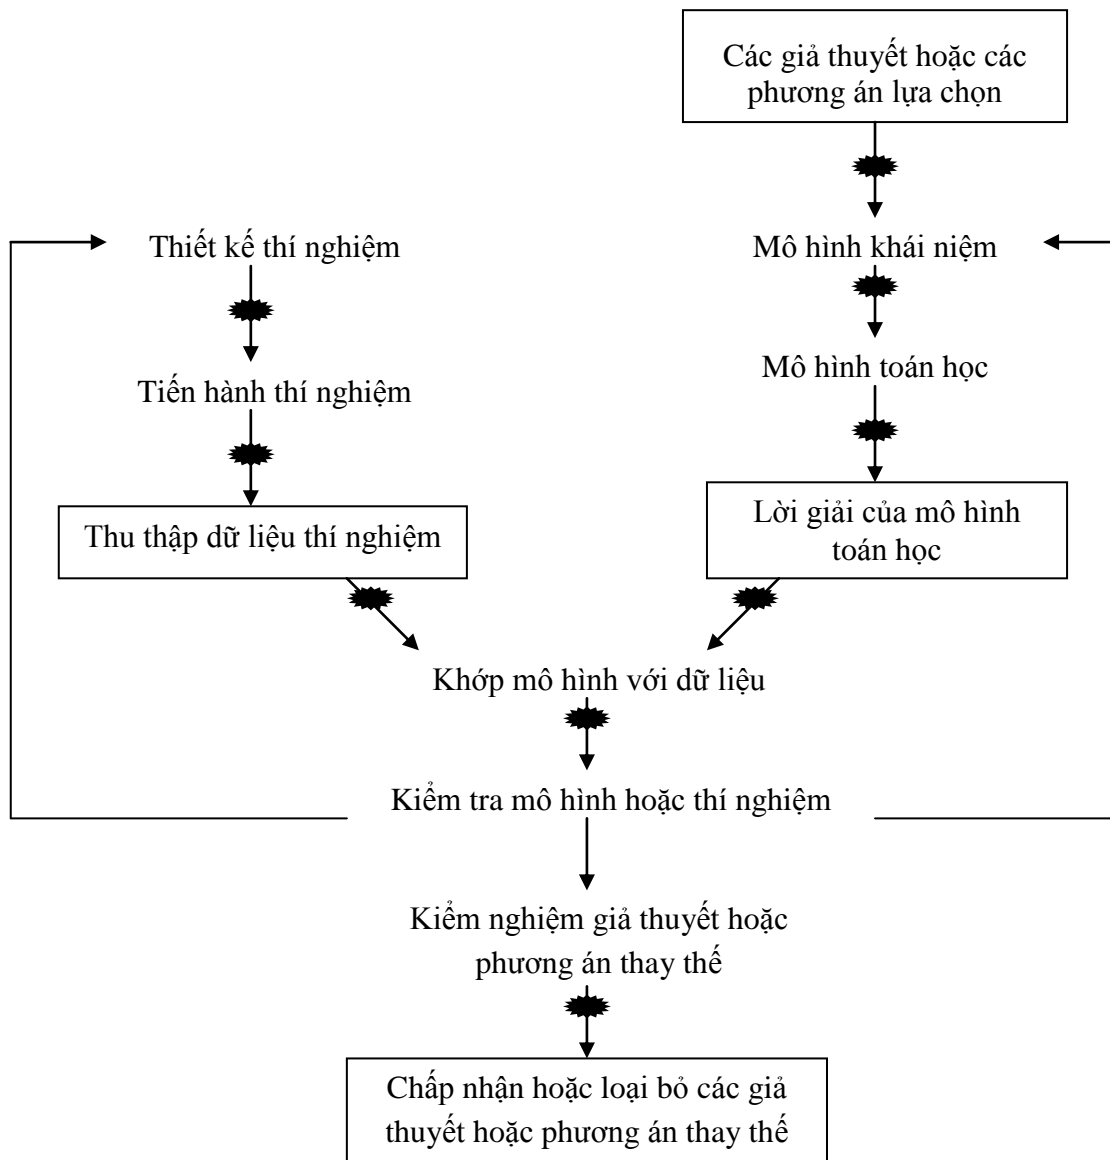 Các giả thuyết hoặc các
phương án lựa chọn
Thiết kế thí nghiệm
Mô hình khái niệm
Tiến hành thí nghiệm
Mô hình toán học
Thu thập dữ liệu thí nghiệm
Lời giải của mô hình
toán học
Khớp mô hình với dữ liệu
Kiểm tra mô hình hoặc thí nghiệm
Kiểm nghiệm giả thuyết hoặc
phương án thay thế
Chấp nhận hoặc loại bỏ các giả
thuyết hoặc phương án thay thế